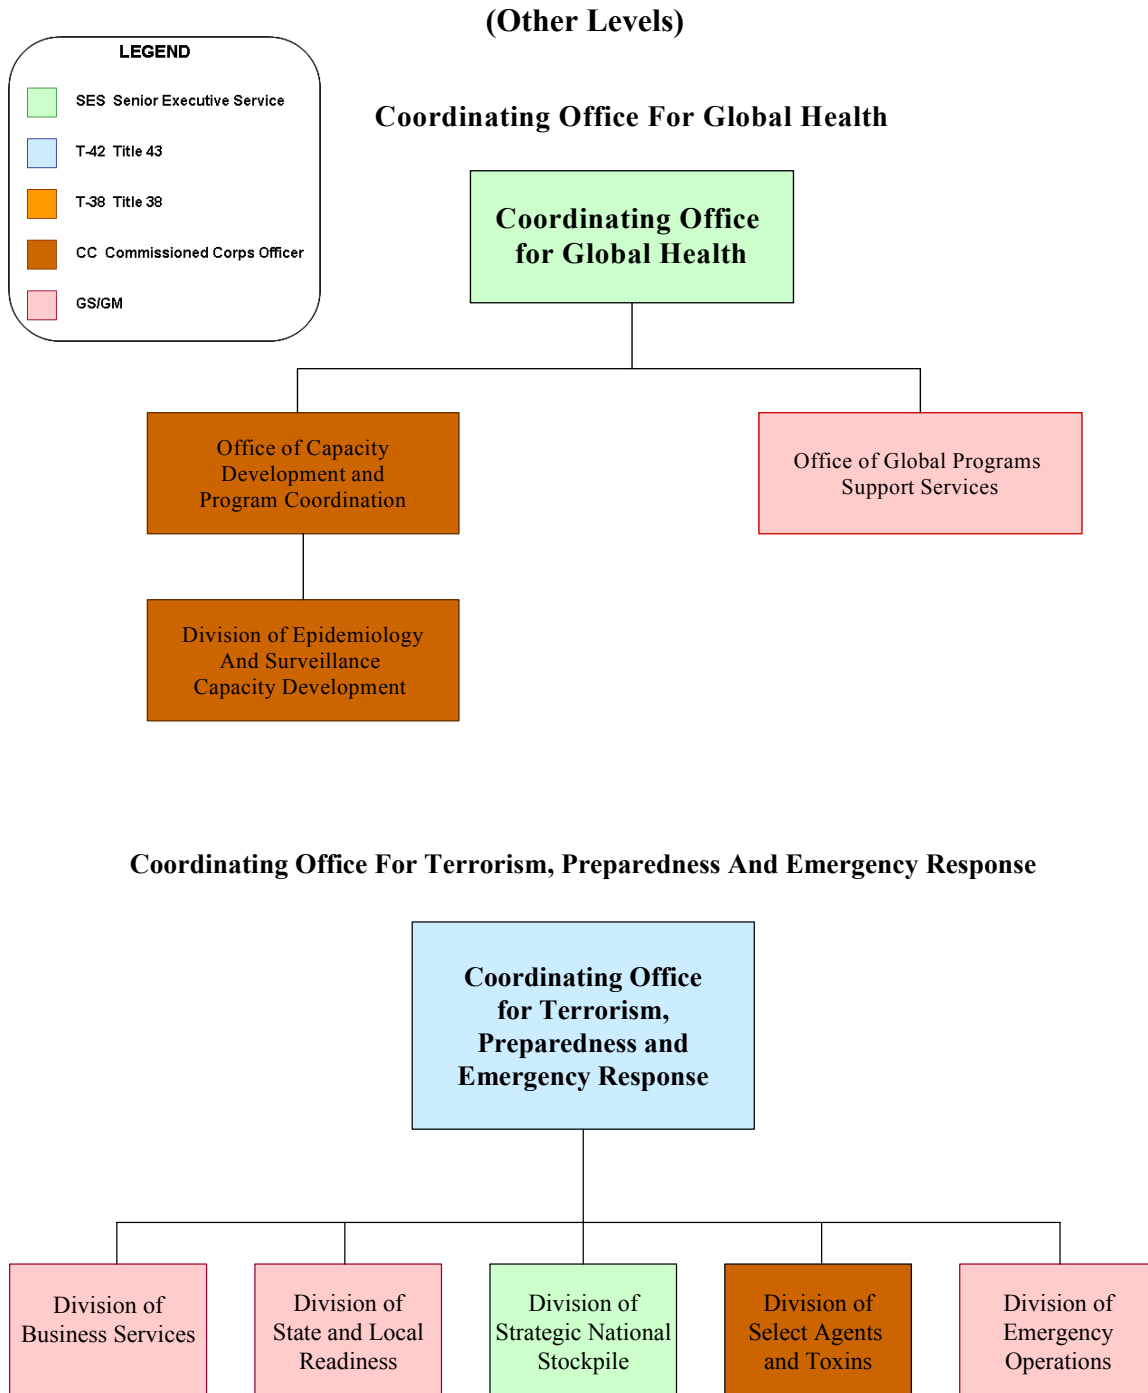 (Other Levels)
LEGEND
SES Senior Executive Service
T-42 Title 43
T-38 Title 38
CC Commissioned Corps Officer
GS/GM
Coordinating Office For Global Health
Coordinating Office
for Global Health
Office of Capacity
Development and
Program Coordination
Office of Global Programs
Support Services
Division of Epidemiology
And Surveillance
Capacity Development
Coordinating Office For Terrorism, Preparedness And Emergency Response
Coordinating Office
for Terrorism,
Preparedness and
Emergency Response
Division of
Business Services
Division of
State and Local
Readiness
Division of
Strategic National
Stockpile
Division of
Select Agents
and Toxins
Division of
Emergency
Operations